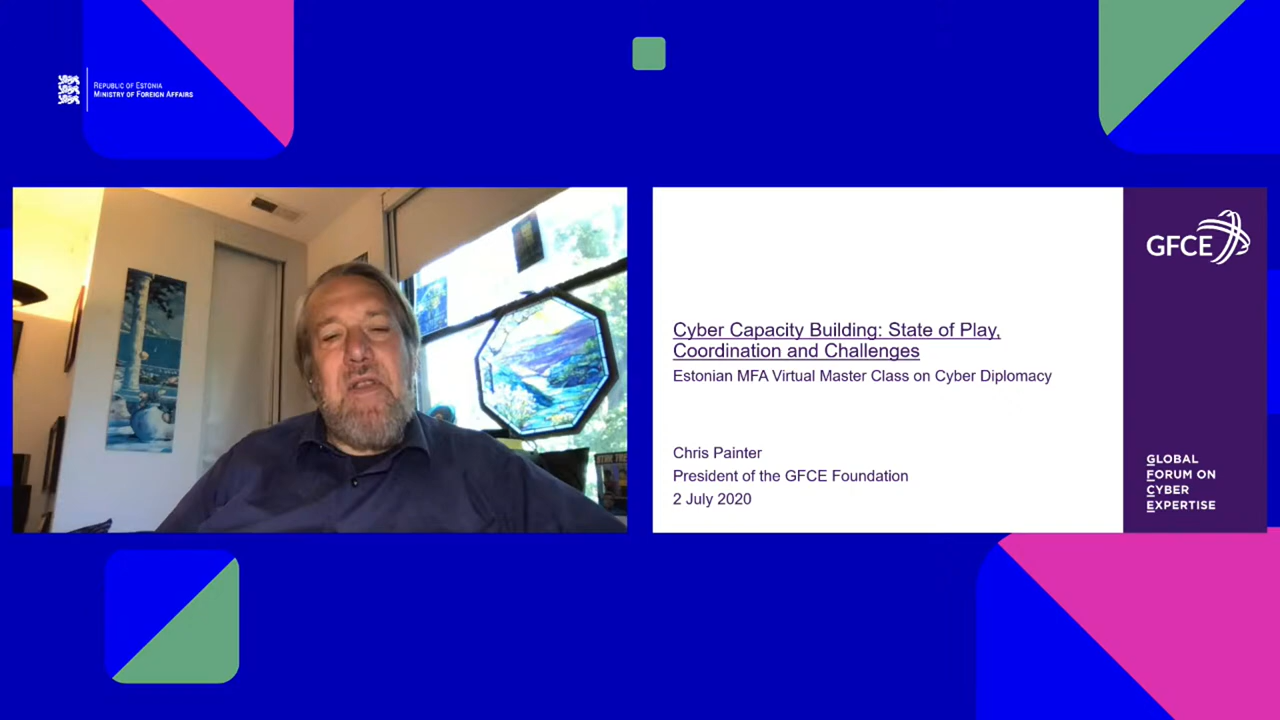 REPUBLIC OF ESTONIA
MINISTRY OF FOREIGN AFFAIRS
STAR TRE
GFCE
Cyber Capacity Building: State of Play,
Coordination and Challenges
Estonian MFA Virtual Master Class on Cyber Diplomacy
Chris Painter
President of the GFCE Foundation
2 July 2020
GLOBAL
FORUM ON
CYBER
EXPERTISE